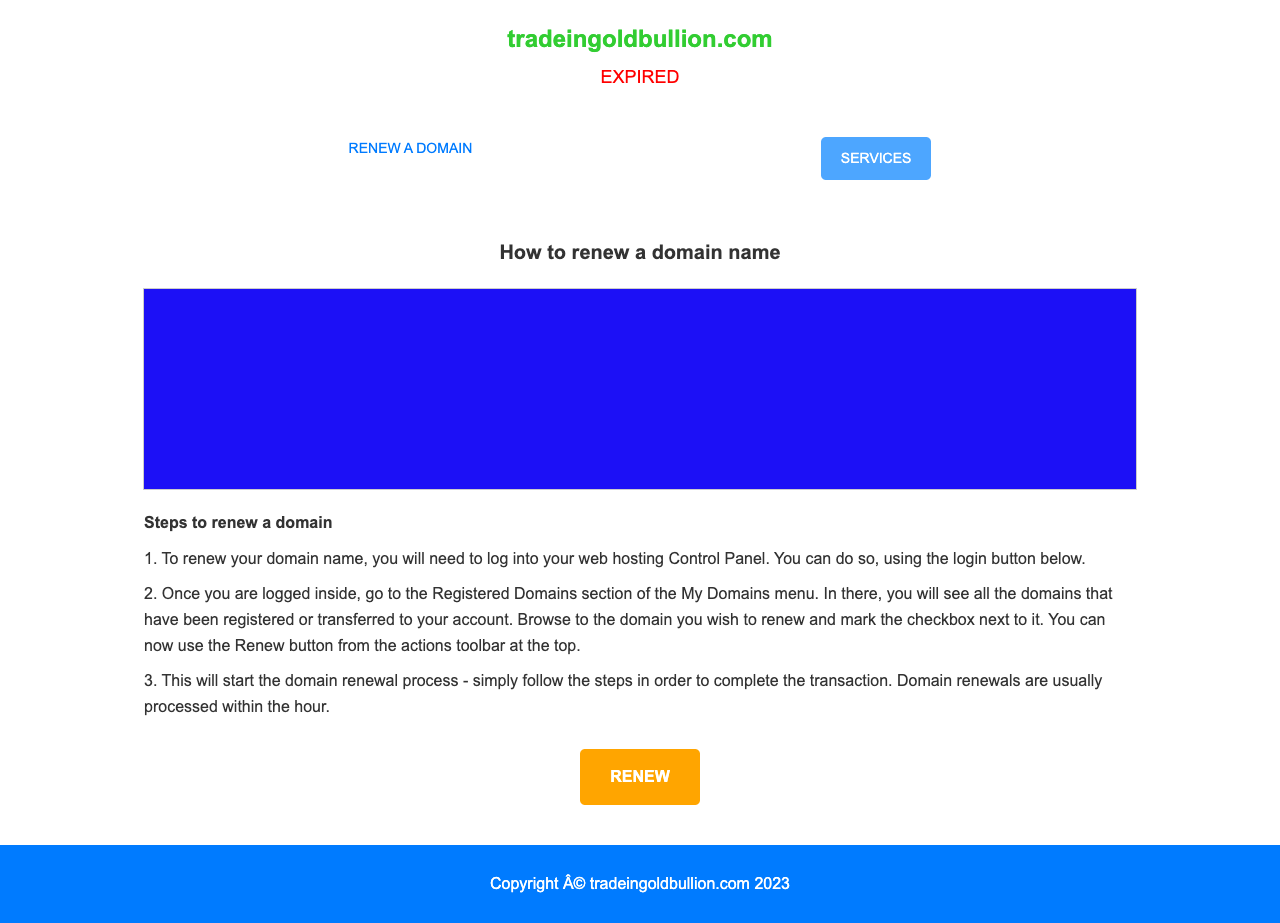 tradeingoldbullion.com
EXPIRED
RENEW A DOMAIN
SERVICES
How to renew a domain name
Steps to renew a domain
1. To renew your domain name, you will need to log into your web hosting Control Panel. You can do so, using the login button below.
2. Once you are logged inside, go to the Registered Domains section of the My Domains menu. In there, you will see all the domains that
have been registered or transferred to your account. Browse to the domain you wish to renew and mark the checkbox next to it. You can
now use the Renew button from the actions toolbar at the top.
3. This will start the domain renewal process - simply follow the steps in order to complete the transaction. Domain renewals are usually
processed within the hour.
RENEW
Copyright Â© tradeingoldbullion.com 2023